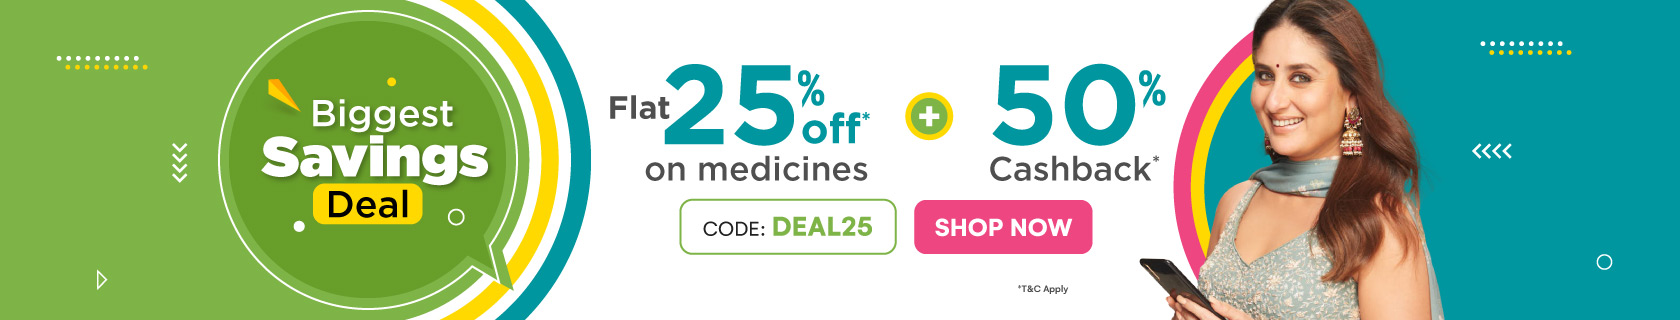 Biggest
Savings
Deal
Flat 25% off*
on medicines
+
50%
Cashback*
CODE: DEAL25
SHOP NOW
*T&C Apply